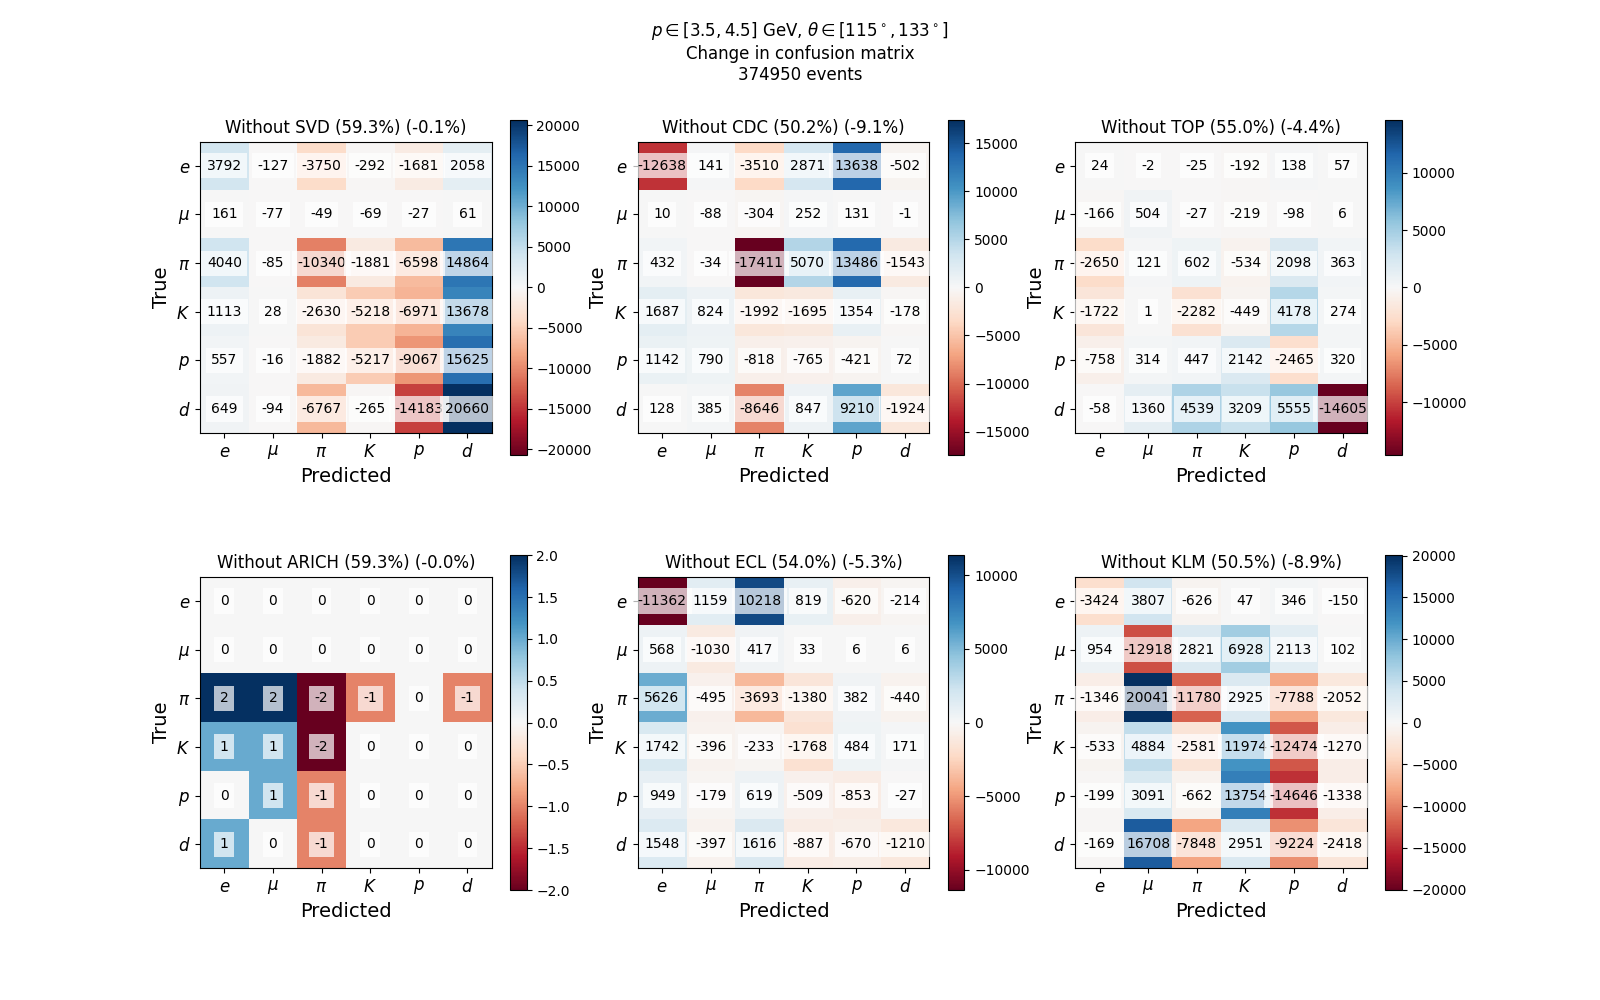 p ∈ [3.5, 4.5] GeV, θ ∈ [115°, 133°]
Change in confusion matrix
374950 events
Without SVD (59.3%) (-0.1%)
True
e 3792 -127 -3750 -292 -1681 2058
μ 161 -77 -49 -69 -27 61
π 4040 -85 -10340 -1881 -6598 14864
K 1113 28 -2630 -5218 -6971 13678
p 557 -16 -1882 -5217 -9067 15625
d 649 -94 -6767 -265 -14183 20660
e μ π K p d
Predicted
20000
15000
10000
5000
0
−5000
−10000
−15000
−20000
Without CDC (50.2%) (-9.1%)
True
e -12638 141 -3510 2871 13638 -502
μ 10 -88 -304 252 131 -1
π 432 -34 -17411 5070 13486 -1543
K 1687 824 -1992 -1695 1354 -178
p 1142 790 -818 -765 -421 72
d 128 385 -8646 847 9210 -1924
e μ π K p d
Predicted
15000
10000
5000
0
−5000
−10000
−15000
Without TOP (55.0%) (-4.4%)
True
e 24 -2 -25 -192 138 57
μ -166 504 -27 -219 -98 6
π -2650 121 602 -534 2098 363
K -1722 1 -2282 -449 4178 274
p -758 314 447 2142 -2465 320
d -58 1360 4539 3209 5555 -14605
e μ π K p d
Predicted
10000
5000
0
−5000
−10000
Without ARICH (59.3%) (-0.0%)
True
e 0 0 0 0 0 0
μ 0 0 0 0 0 0
π 2 2 -2 -1 0 -1
K 1 1 -2 0 0 0
p 0 1 -1 0 0 0
d 1 0 -1 0 0 0
e μ π K p d
Predicted
2.0
1.5
1.0
0.5
0.0
−0.5
−1.0
−1.5
−2.0
Without ECL (54.0%) (-5.3%)
True
e -11362 1159 10218 819 -620 -214
μ 568 -1030 417 33 6 6
π 5626 -495 -3693 -1380 382 -440
K 1742 -396 -233 -1768 484 171
p 949 -179 619 -509 -853 -27
d 1548 -397 1616 -887 -670 -1210
e μ π K p d
Predicted
10000
5000
0
−5000
−10000
Without KLM (50.5%) (-8.9%)
True
e -3424 3807 -626 47 346 -150
μ 954 -12918 2821 6928 2113 102
π -1346 20041 -11780 2925 -7788 -2052
K -533 4884 -2581 11974 -12474 -1270
p -199 3091 -662 13754 -14646 -1338
d -169 16708 -7848 2951 -9224 -2418
e μ π K p d
Predicted
20000
15000
10000
5000
0
−5000
−10000
−15000
−20000